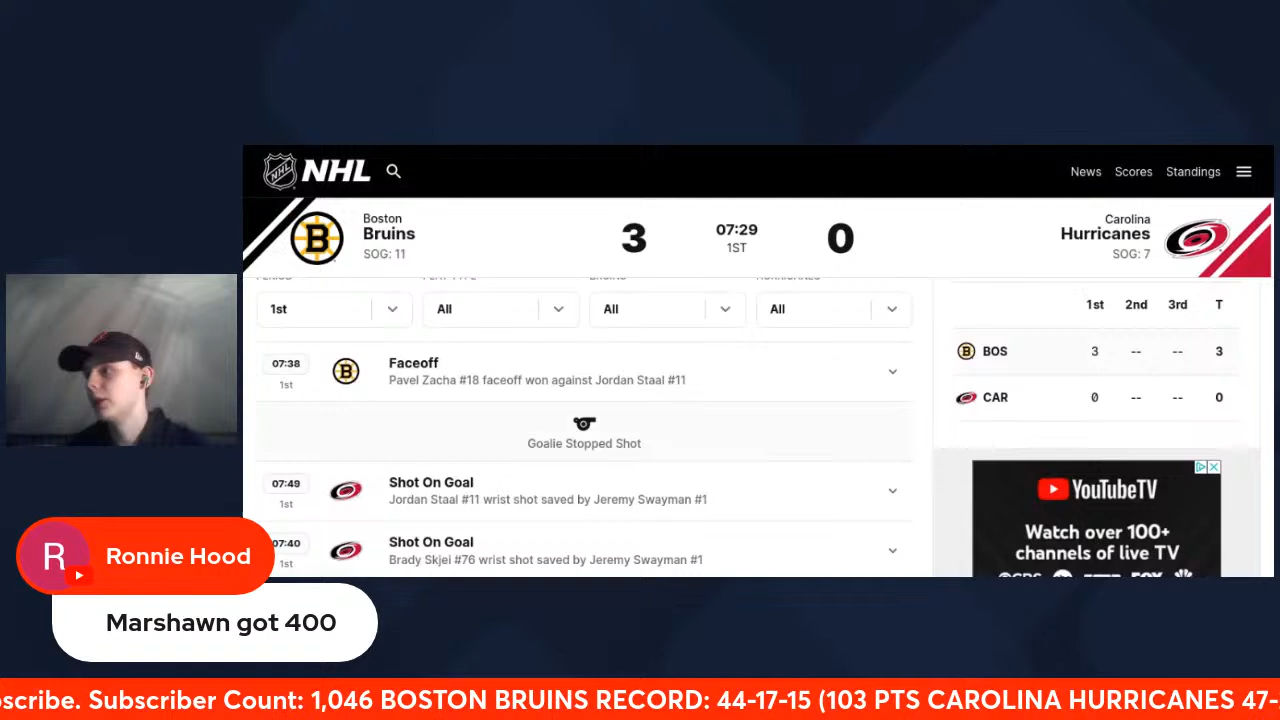 NHL NHL
News Scores Standings
Boston
Bruins
SOG: 11
3
07:29
1ST
0
Carolina
Hurricanes
SOG: 7
1st
All
All
All
07:38
1st
Faceoff
Pavel Zacha #18 faceoff won against Jordan Staal #11
Goalie Stopped Shot
07:49
1st
Shot On Goal
Jordan Staal #11 wrist shot saved by Jeremy Swayman #1
07:40
1st
Shot On Goal
Brady Skjei #76 wrist shot saved by Jeremy Swayman #1
1st 2nd 3rd T
BOS 3 -- -- 3
CAR 0 -- -- 0
YouTubeTV
Watch over 100+
channels of live TV
R
Ronnie Hood
Marshawn got 400
bscribe. Subscriber Count: 1,046 BOSTON BRUINS RECORD: 44-17-15 (103 PTS CAROLINA HURRICANES 47-